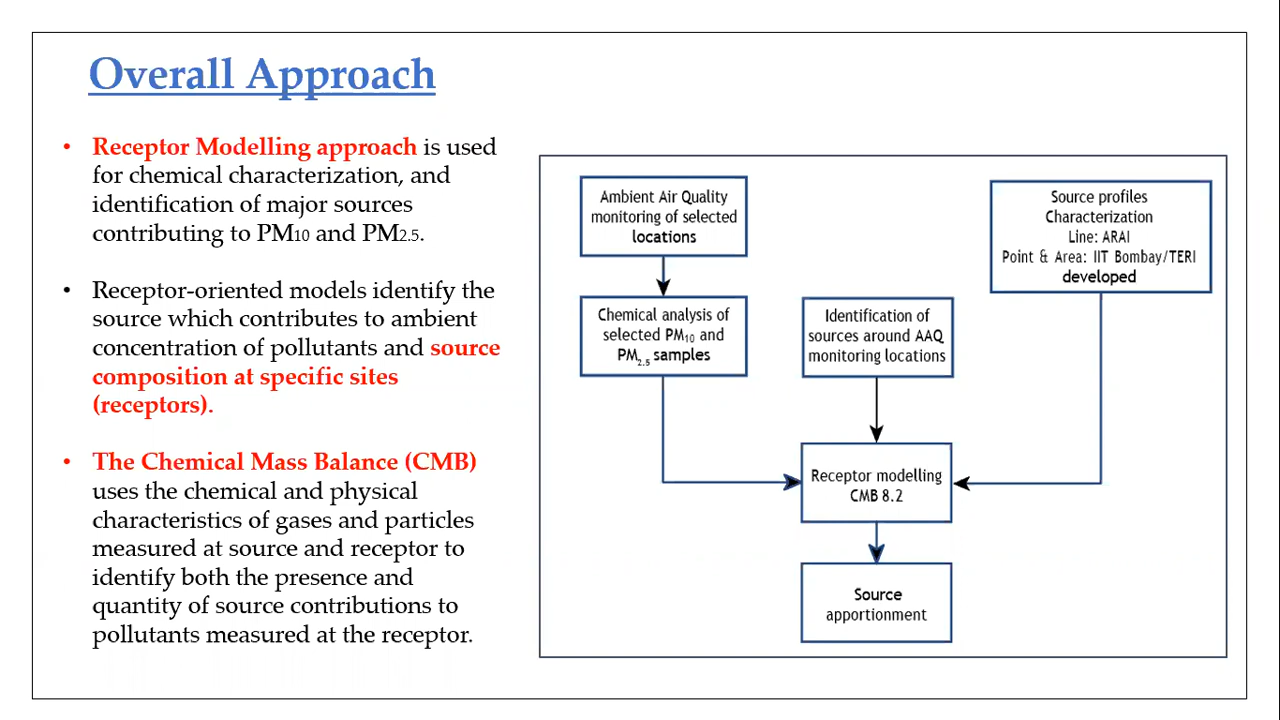 Overall Approach
• Receptor Modelling approach is used
for chemical characterization, and
identification of major sources
contributing to PM10 and PM2.5.
• Receptor-oriented models identify the
source which contributes to ambient
concentration of pollutants and source
composition at specific sites
(receptors).
• The Chemical Mass Balance (CMB)
uses the chemical and physical
characteristics of gases and particles
measured at source and receptor to
identify both the presence and
quantity of source contributions to
pollutants measured at the receptor.
Ambient Air Quality
monitoring of selected
locations
Source profiles
Characterization
Line: ARAI
Point & Area: IIT Bombay/TERI
developed
Chemical analysis of
selected PM10 and
PM2.5 samples
Identification of
sources around AAQ
monitoring locations
Receptor modelling
CMB 8.2
Source
apportionment